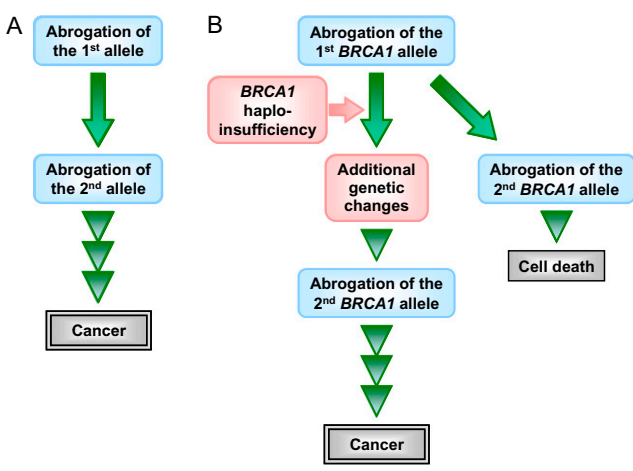 A
Abrogation of
the 1st allele
Abrogation of
the 2nd allele
Cancer
B
Abrogation of the
1st BRCA1 allele
BRCA1
haplo-
insufficiency
Additional
genetic
changes
Abrogation of the
2nd BRCA1 allele
Cell death
Abrogation of the
2nd BRCA1 allele
Cancer